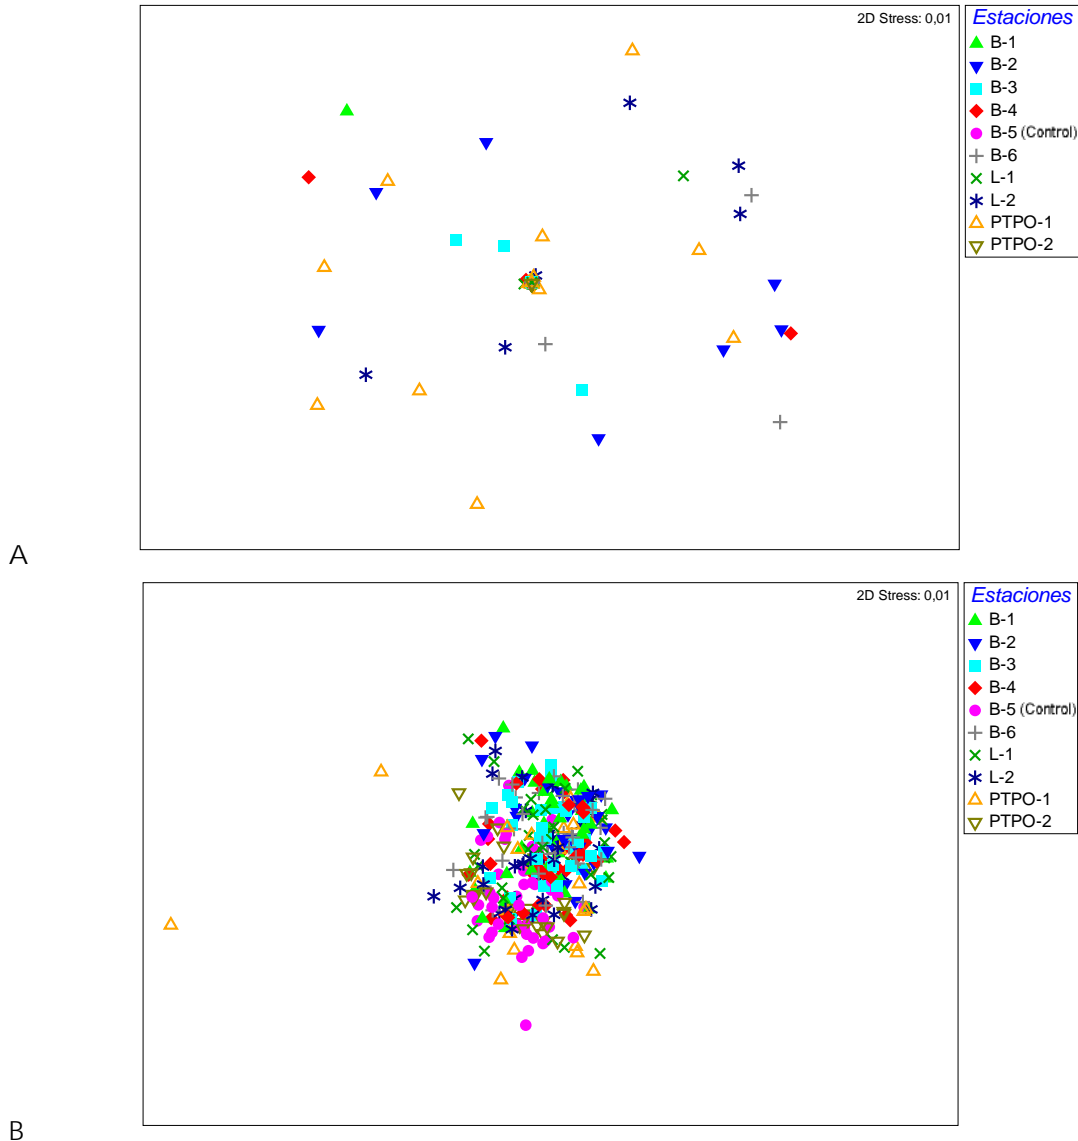 2D Stress: 0,01
Estaciones
B-1
B-2
B-3
B-4
B-5 (Control)
B-6
L-1
L-2
PTPO-1
PTPO-2
A
2D Stress: 0,01
Estaciones
B-1
B-2
B-3
B-4
B-5 (Control)
B-6
L-1
L-2
PTPO-1
PTPO-2
B